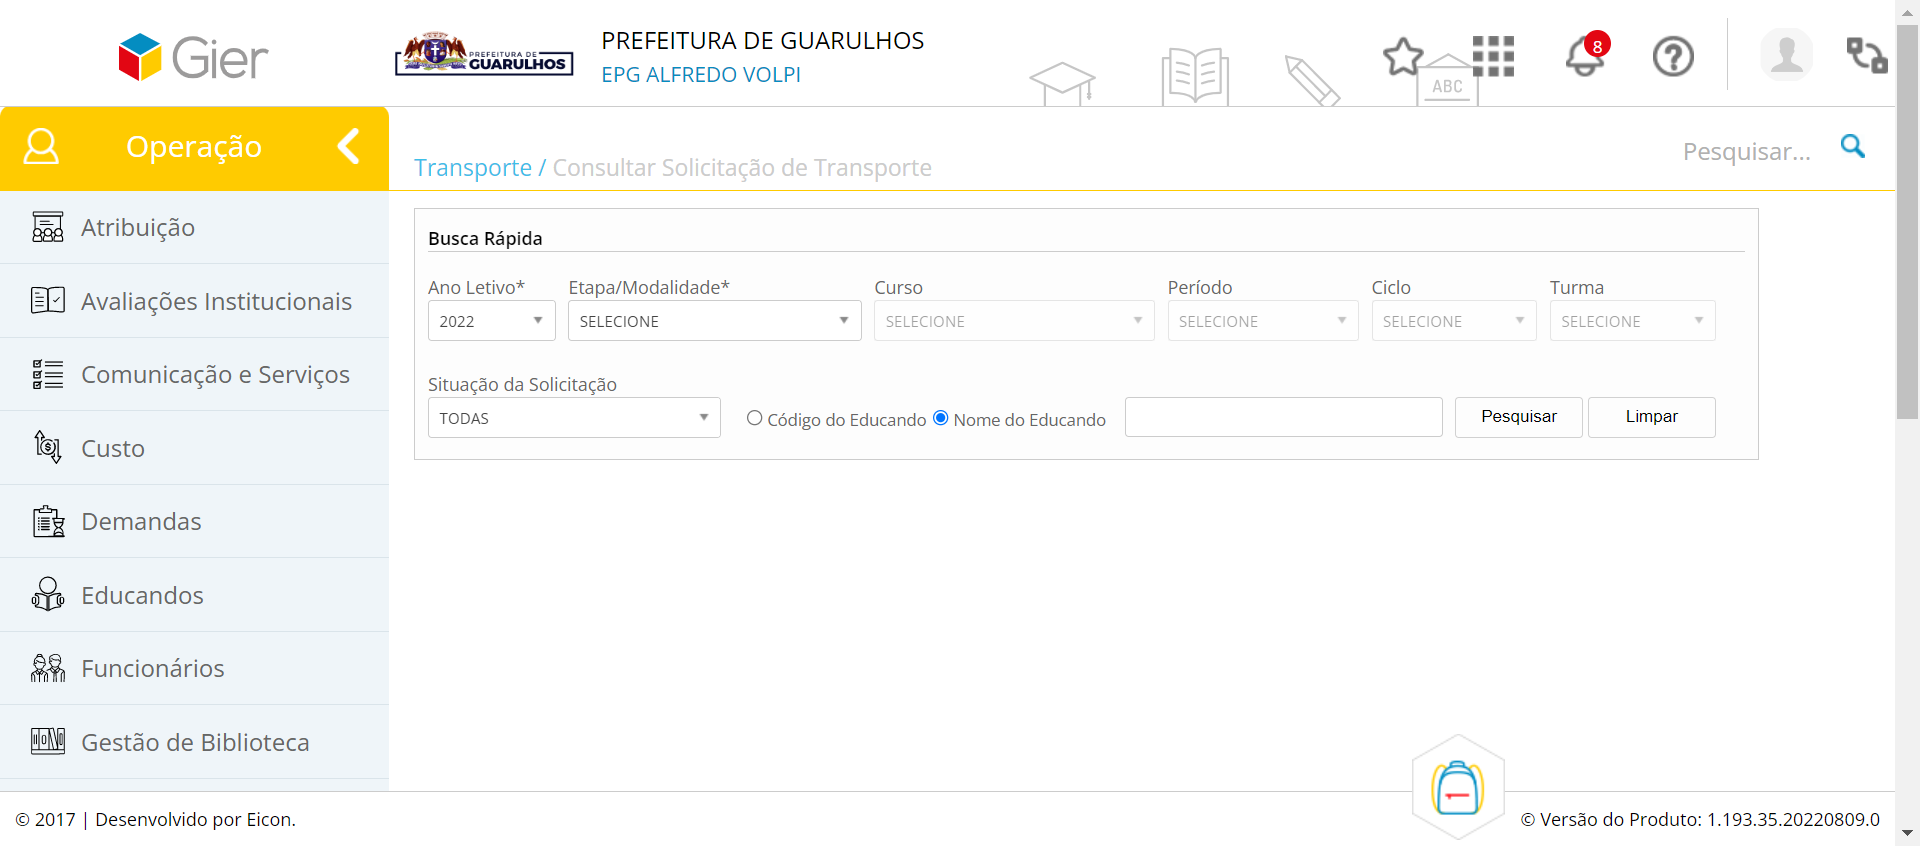 Gier
PREFEITURA DE
GUARULHOS
PREFEITURA DE GUARULHOS
EPG ALFREDO VOLPI
ABC
8
Operação
Transporte / Consultar Solicitação de Transporte
Pesquisar...
Atribuição
Avaliações Institucionais
Comunicação e Serviços
Custo
Demandas
Educandos
Funcionários
Gestão de Biblioteca
Busca Rápida
Ano Letivo* Etapa/Modalidade* Curso Período Ciclo Turma
2022 SELECIONE SELECIONE SELECIONE SELECIONE SELECIONE
Situação da Solicitação
TODAS Código do Educando Nome do Educando Pesquisar Limpar
© 2017 | Desenvolvido por Eicon.
© Versão do Produto: 1.193.35.20220809.0